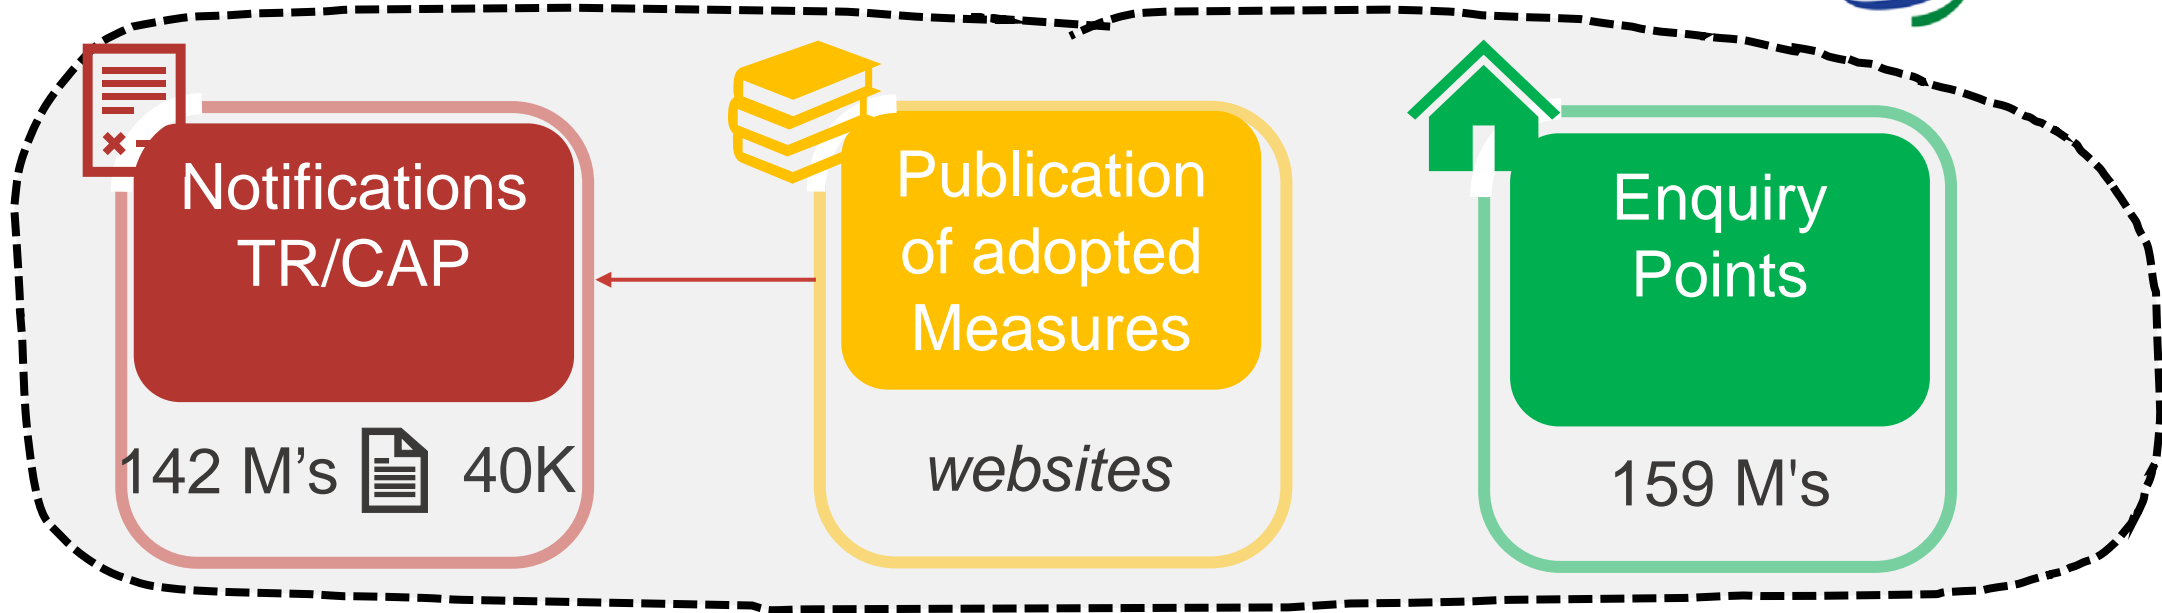 Notifications
TR/CAP
142 M’s 40K
Publication
of adopted
Measures
websites
Enquiry
Points
159 M's